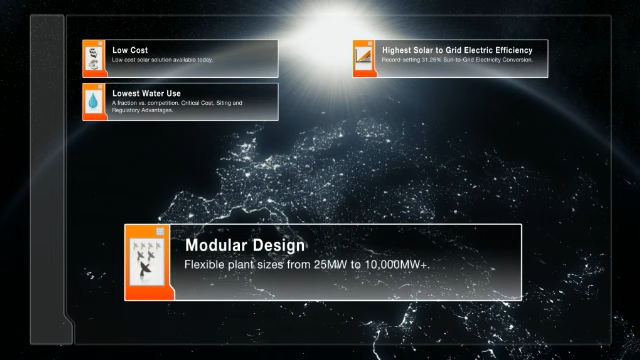 Low Cost
Low cost solar solution available today.
Highest Solar to Grid Electric Efficiency
Record-setting 31.25% Sun-to-Grid Electricity Conversion.
Lowest Water Use
A fraction vs. competition. Critical Cost, Siting and
Regulatory Advantages.
Modular Design
Flexible plant sizes from 25MW to 10,000MW+.